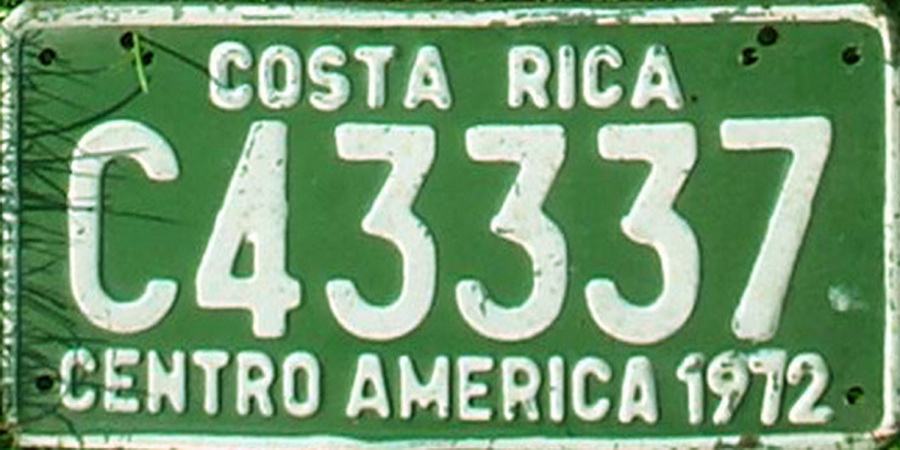 COSTA RICA
C43337
CENTRO AMERICA 1972